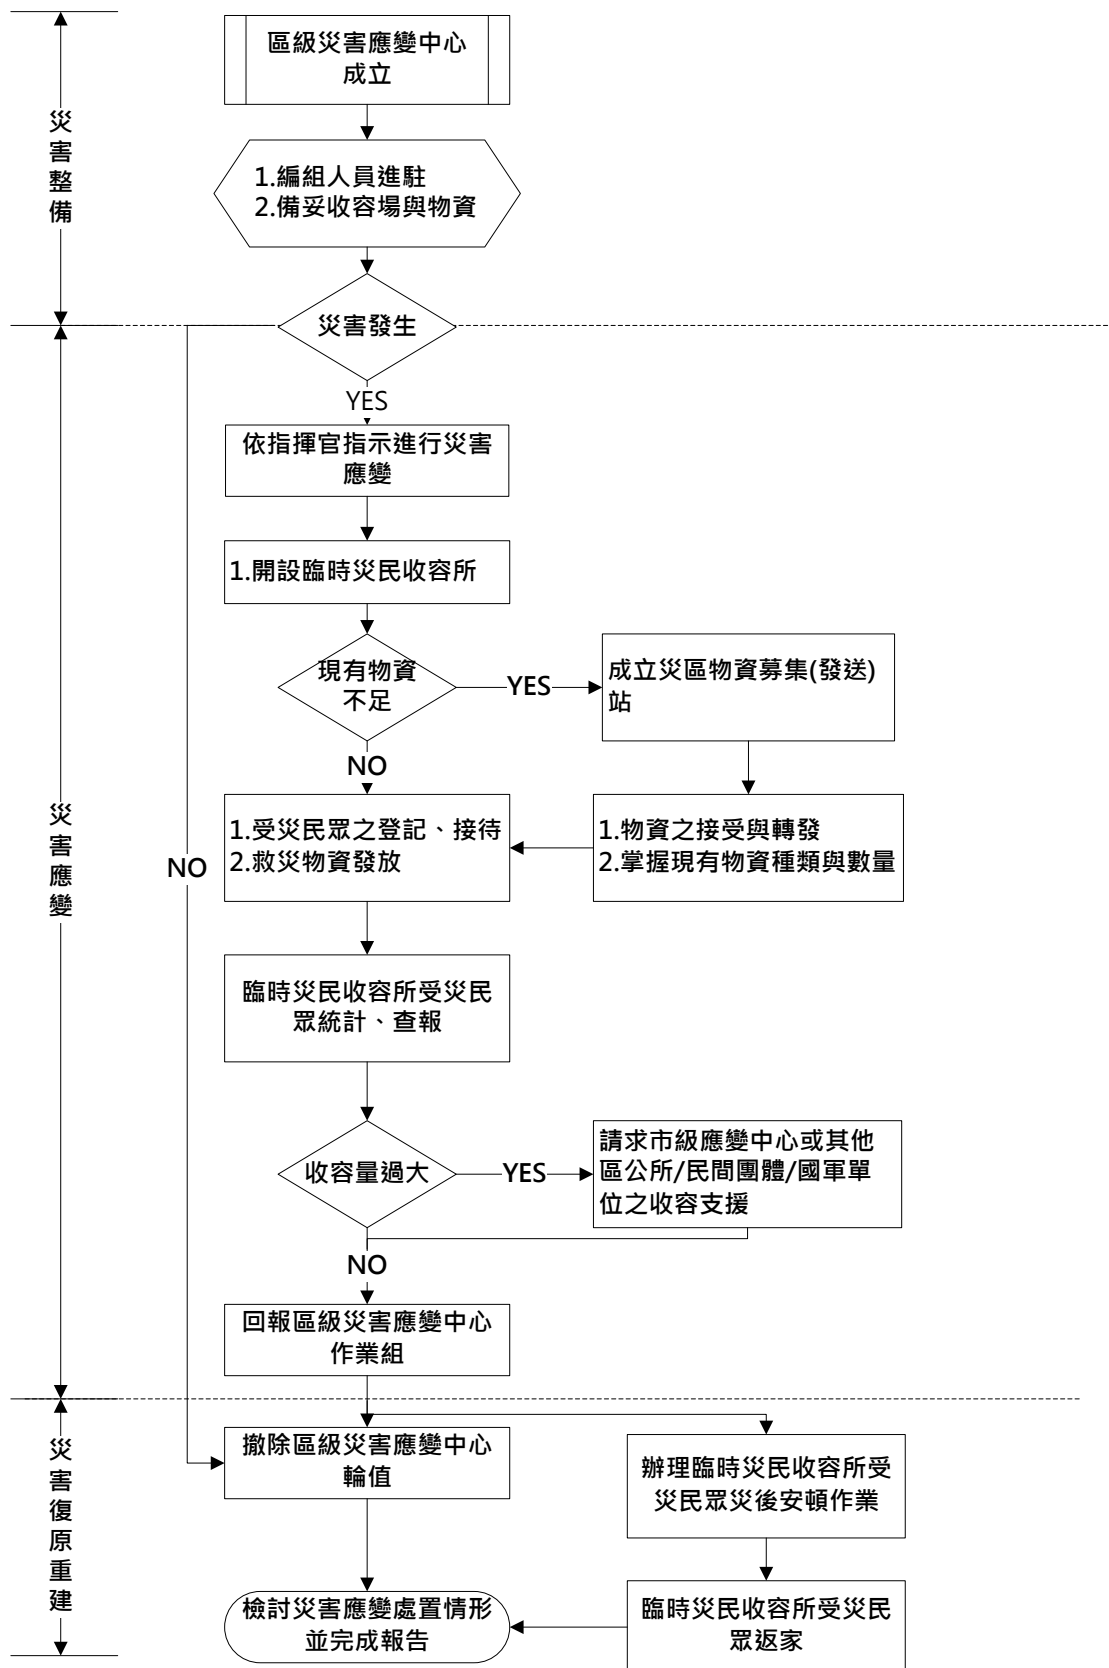 區級災害應變中心
成立
災害整備
1.編組人員進駐
2.備妥收容場與物資
災害發生
YES
依指揮官指示進行災害
應變
1.開設臨時災民收容所
現有物資
不足
YES
成立災區物資募集(發送)
站
NO
災害應變
NO
1.受災民眾之登記、接待
2.救災物資發放
1.物資之接受與轉發
2.掌握現有物資種類與數量
臨時災民收容所受災民
眾統計、查報
收容量過大
YES
請求市級應變中心或其他
區公所/民間團體/國軍單
位之收容支援
NO
回報區級災害應變中心
作業組
災害復原重建
撤除區級災害應變中心
輪值
辦理臨時災民收容所受
災民眾災後安頓作業
檢討災害應變處置情形
並完成報告
臨時災民收容所受災民
眾返家